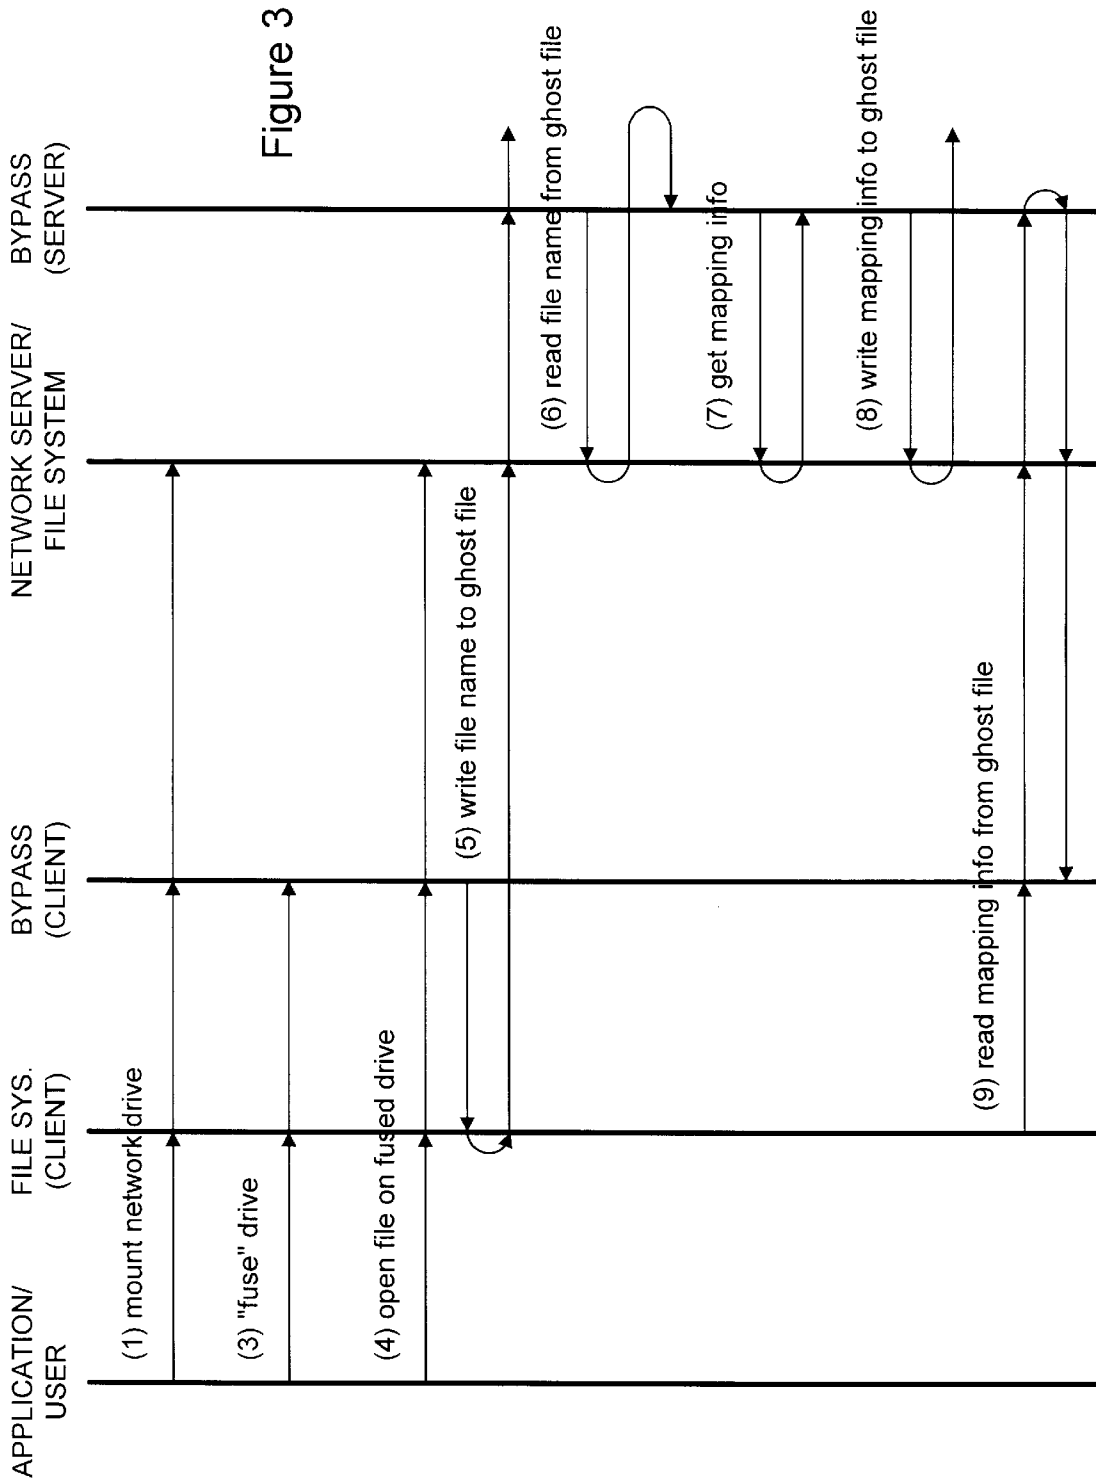 Figure 3
APPLICATION/
USER
FILE SYS.
(CLIENT)
BYPASS
(CLIENT)
NETWORK SERVER/
FILE SYSTEM
BYPASS
(SERVER)
(1) mount network drive
(3) "fuse" drive
(4) open file on fused drive
(5) write file name to ghost file
(6) read file name from ghost file
(7) get mapping info
(8) write mapping info to ghost file
(9) read mapping info from ghost file